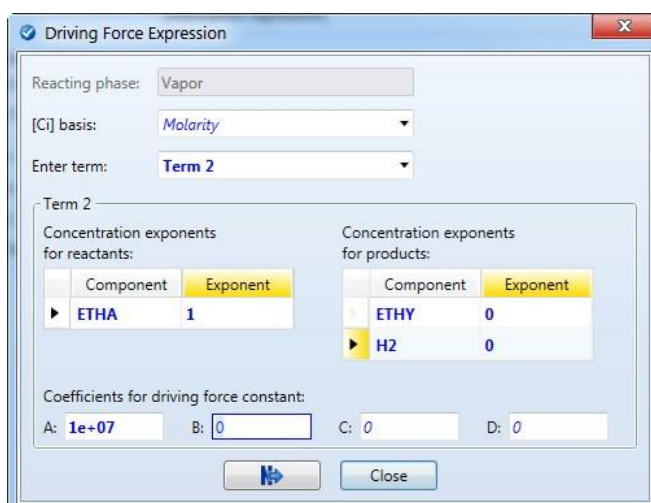 Driving Force Expression
Reacting phase: Vapor
[Ci] basis: Molarity
Enter term: Term 2
Term 2
Concentration exponents for reactants:
Component Exponent
ETHA 1
Concentration exponents for products:
Component Exponent
ETHY 0
H2 0
Coefficients for driving force constant:
A: 1e+07 B: 0 C: 0 D: 0
Close